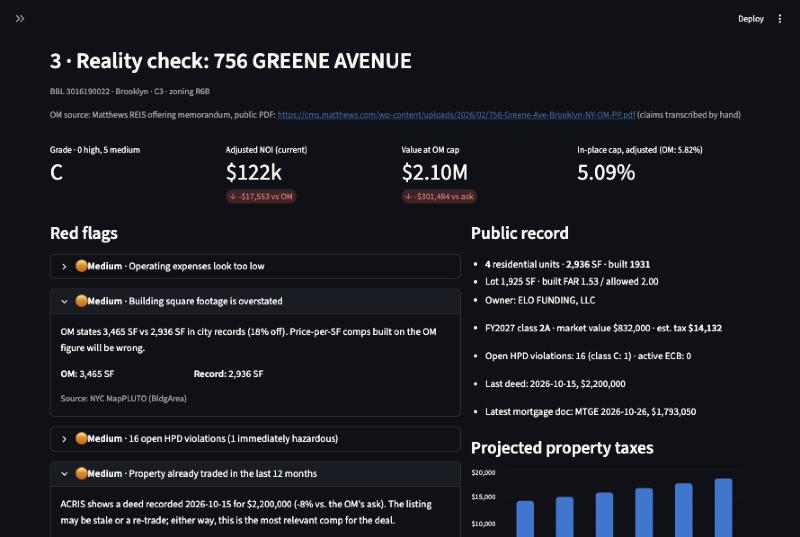 Deploy
3 · Reality check: 756 GREENE AVENUE
BBL 3016190022 · Brooklyn · C3 · zoning R6B
OM source: Matthews REIS offering memorandum, public PDF: https://cms.matthews.com/wp-content/uploads/2026/02/756-Greene-Ave-Brooklyn-NY-OM-PP.pdf (claims transcribed by hand)
Grade · 0 high, 5 medium
C
Adjusted NOI (current)
$122k
↓ -$17,553 vs OM
Value at OM cap
$2.10M
↓ -$301,484 vs ask
In-place cap, adjusted (OM: 5.82%)
5.09%
Red flags
Medium · Operating expenses look too low
Medium · Building square footage is overstated
OM states 3,465 SF vs 2,936 SF in city records (18% off). Price-per-SF comps built on the OM
figure will be wrong.
OM: 3,465 SF Record: 2,936 SF
Source: NYC MapPLUTO (BldgArea)
Medium · 16 open HPD violations (1 immediately hazardous)
Medium · Property already traded in the last 12 months
ACRIS shows a deed recorded 2026-10-15 for $2,200,000 (-8% vs. the OM's ask). The listing
may be stale or a re-trade; either way, this is the most relevant comp for the deal.
Public record
• 4 residential units · 2,936 SF · built 1931
• Lot 1,925 SF · built FAR 1.53 / allowed 2.00
• Owner: ELO FUNDING, LLC
• FY2027 class 2A · market value $832,000 · est. tax $14,132
• Open HPD violations: 16 (class C: 1) · active ECB: 0
• Last deed: 2026-10-15, $2,200,000
• Latest mortgage doc: MTGE 2026-10-26, $1,793,050
Projected property taxes
$20,000
$15,000
$10,000